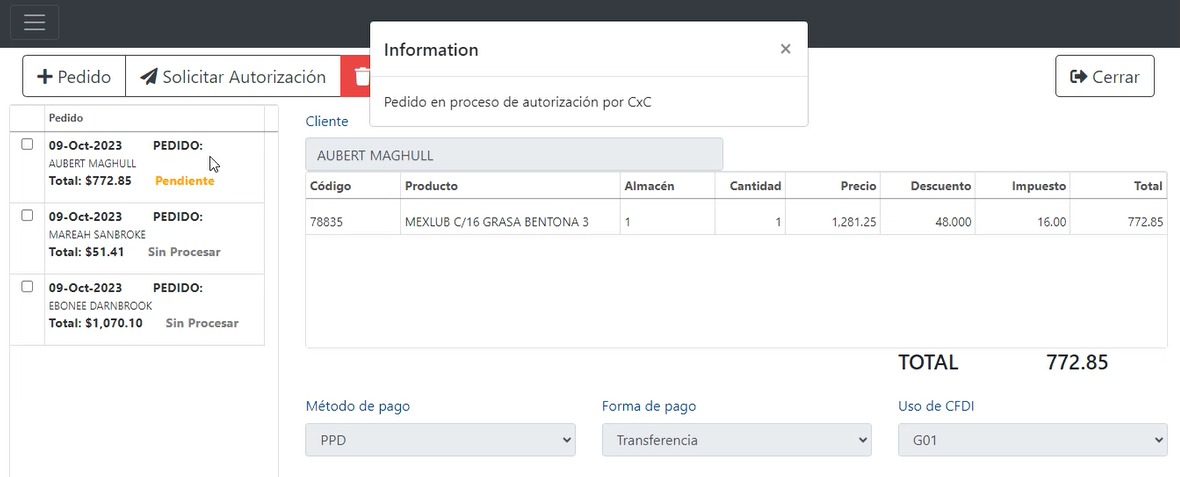 Information
×
Pedido en proceso de autorización por CxC
Pedido
Solicitar Autorización
Cerrar
Pedido
09-Oct-2023 PEDIDO:
AUBERT MAGHULL
Total: $772.85 Pendiente
09-Oct-2023 PEDIDO:
MAREAH SANBROKE
Total: $51.41 Sin Procesar
09-Oct-2023 PEDIDO:
EBONEE DARNBROOK
Total: $1,070.10 Sin Procesar
Cliente
AUBERT MAGHULL
Código Producto Almacén Cantidad Precio Descuento Impuesto Total
78835 MEXLUB C/16 GRASA BENTONA 3 1 1 1,281.25 48.000 16.00 772.85
TOTAL 772.85
Método de pago Forma de pago Uso de CFDI
PPD Transferencia G01